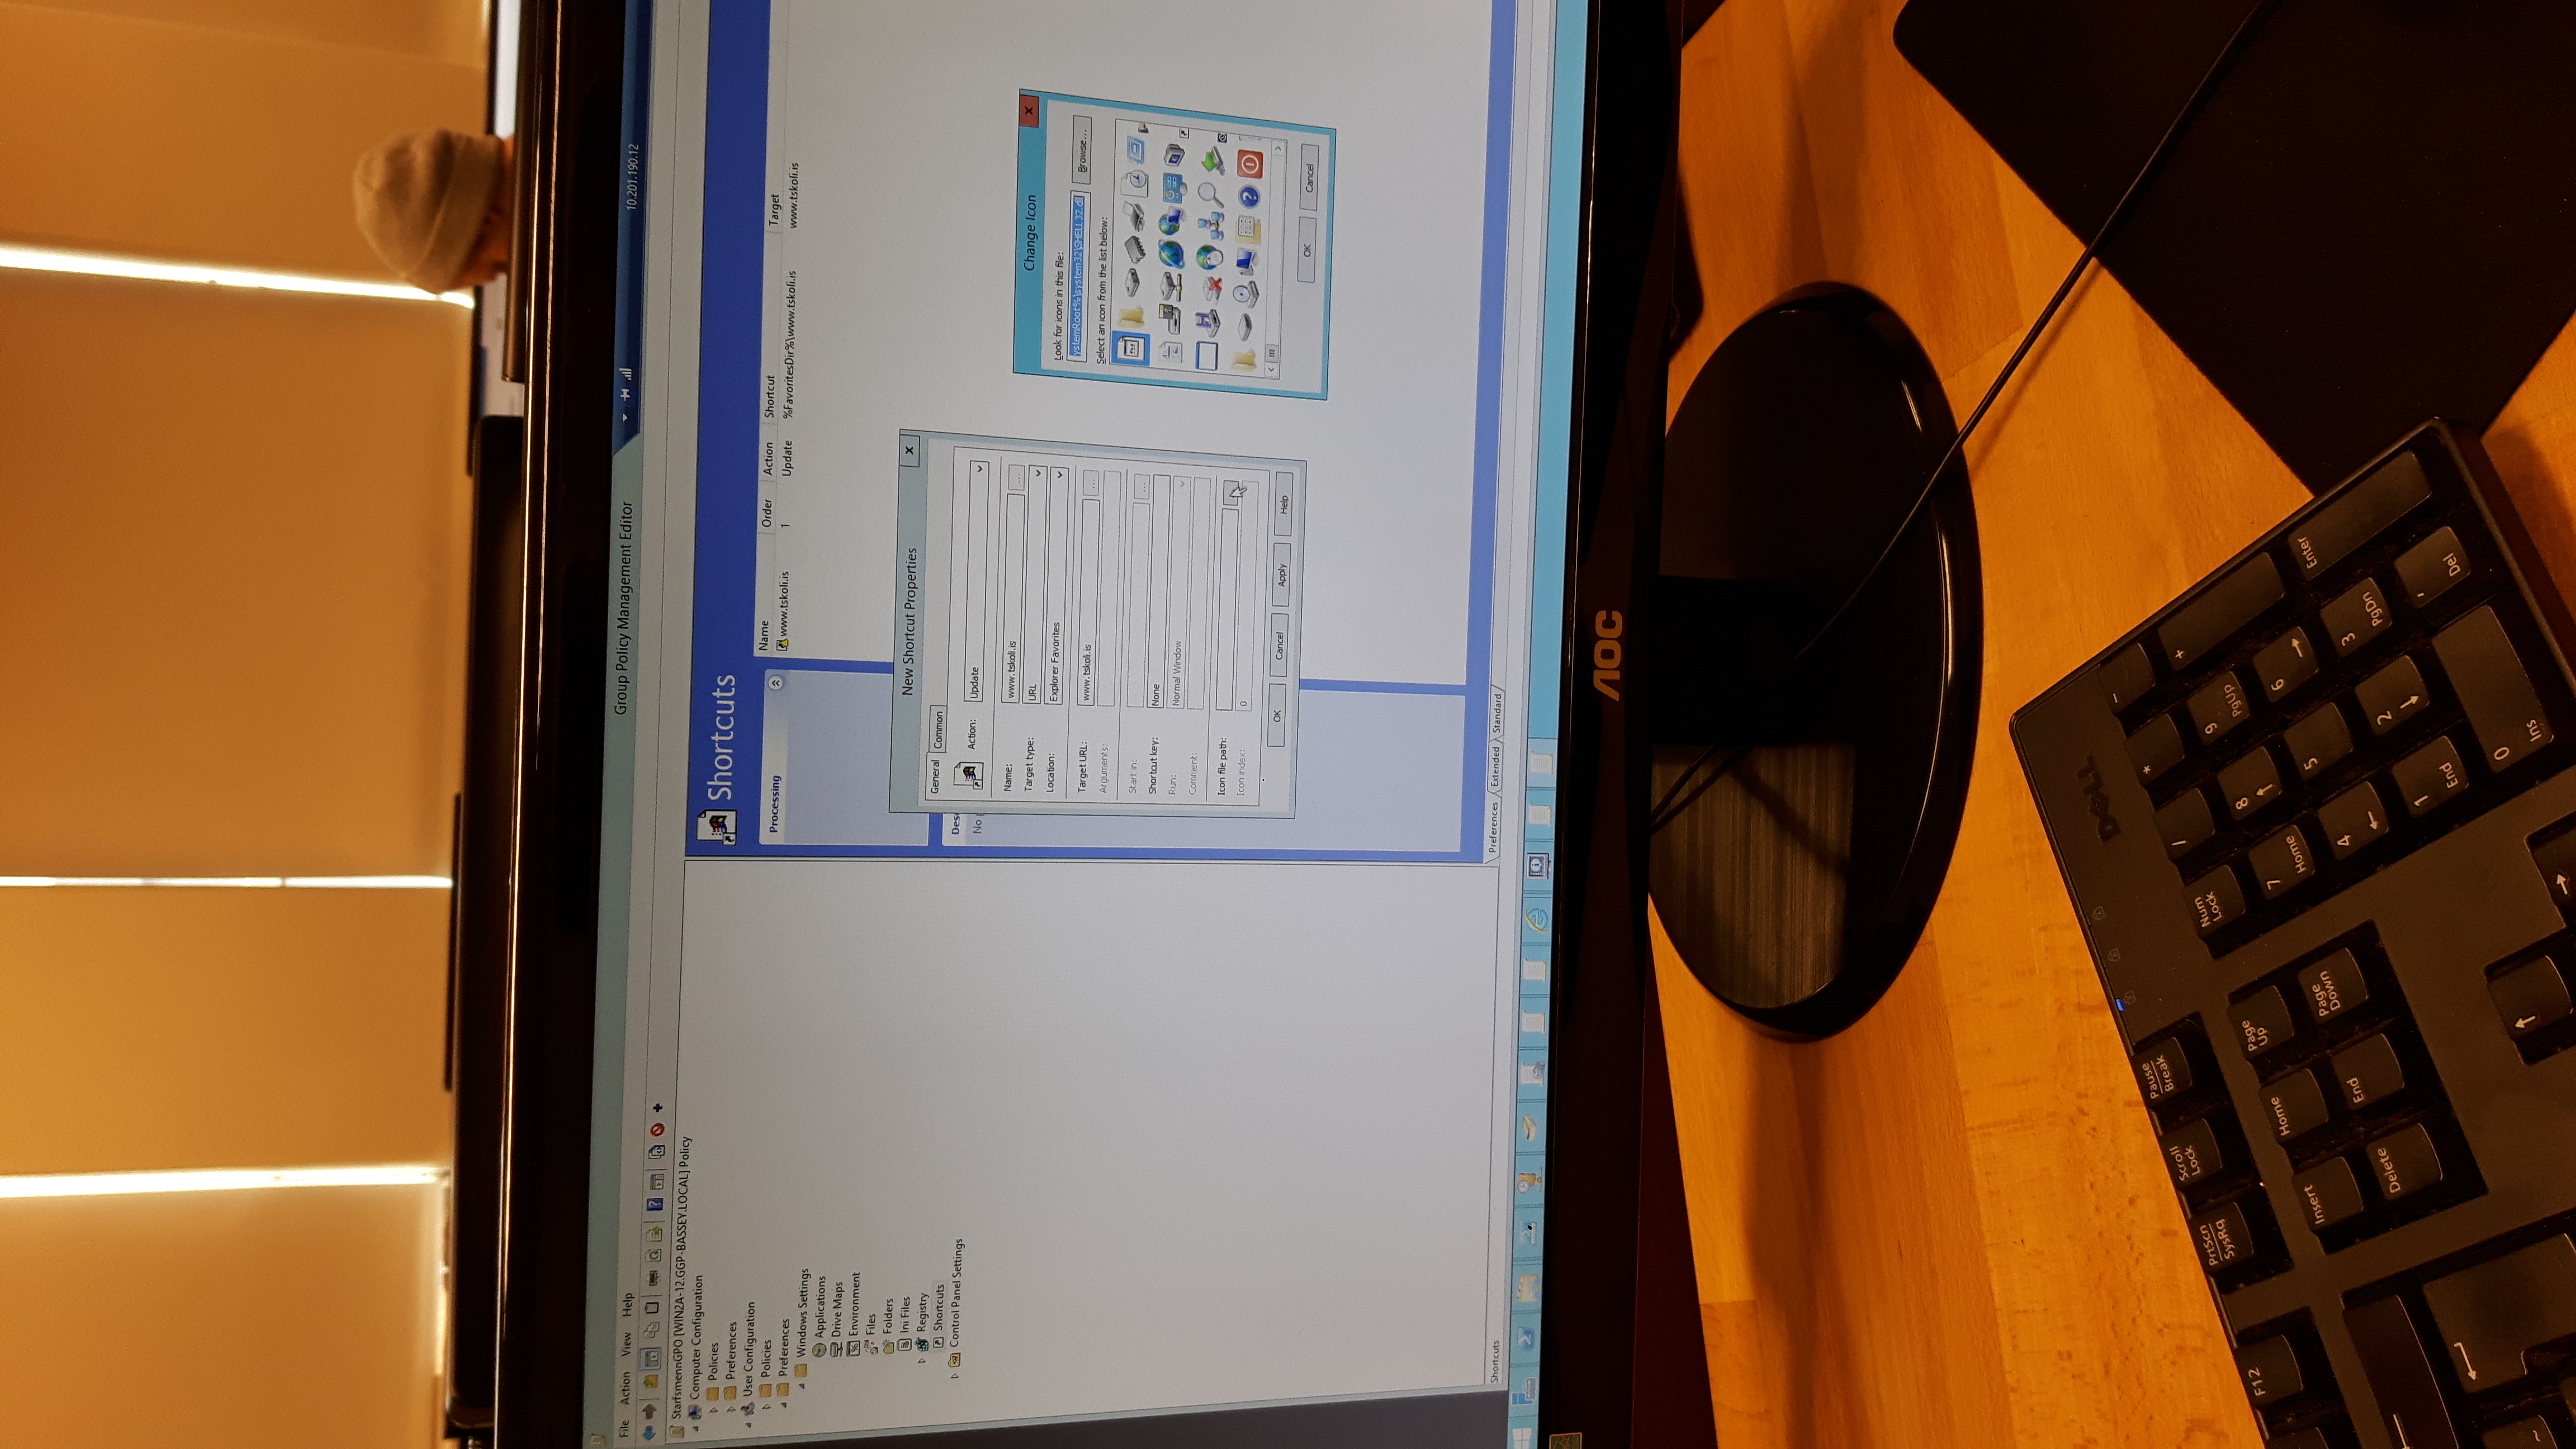 Group Policy Management Editor
10.201.190.12
File Action View Help
StarfsmennGPO [WIN2A-12.GGP-BASSEY.LOCAL] Policy
Computer Configuration
Policies
Preferences
User Configuration
Policies
Preferences
Windows Settings
Applications
Drive Maps
Environment
Files
Folders
Ini Files
Registry
Shortcuts
Control Panel Settings
Shortcuts
Processing
Name Order Action Shortcut Target
www.tskoli.is 1 Update %FavoritesDir%\www.tskoli.is www.tskoli.is
No
New Shortcut Properties
General Common
Action: Update
Name: www.tskoli.is
Target type: URL
Location: Explorer Favorites
Target URL: www.tskoli.is
Arguments:
Start in:
Shortcut key: None
Run: Normal Window
Comment:
Icon file path:
Icon index: 0
OK Cancel Apply Help
Change Icon
Look for icons in this file:
ystemRoot%\system32\SHELL32.dll Browse...
Select an icon from the list below:
OK Cancel
Preferences Extended Standard
Shortcuts
AOC
DELL
F12
PrtScn
SysRq
Scroll
Lock
Pause
Break
Insert
Home
Page
Up
Delete
End
Page
Down
Num
Lock
/
*
-
7
Home
8
9
PgUp
+
4
5
6
1
End
2
3
PgDn
Enter
0
Ins
,
Del
~